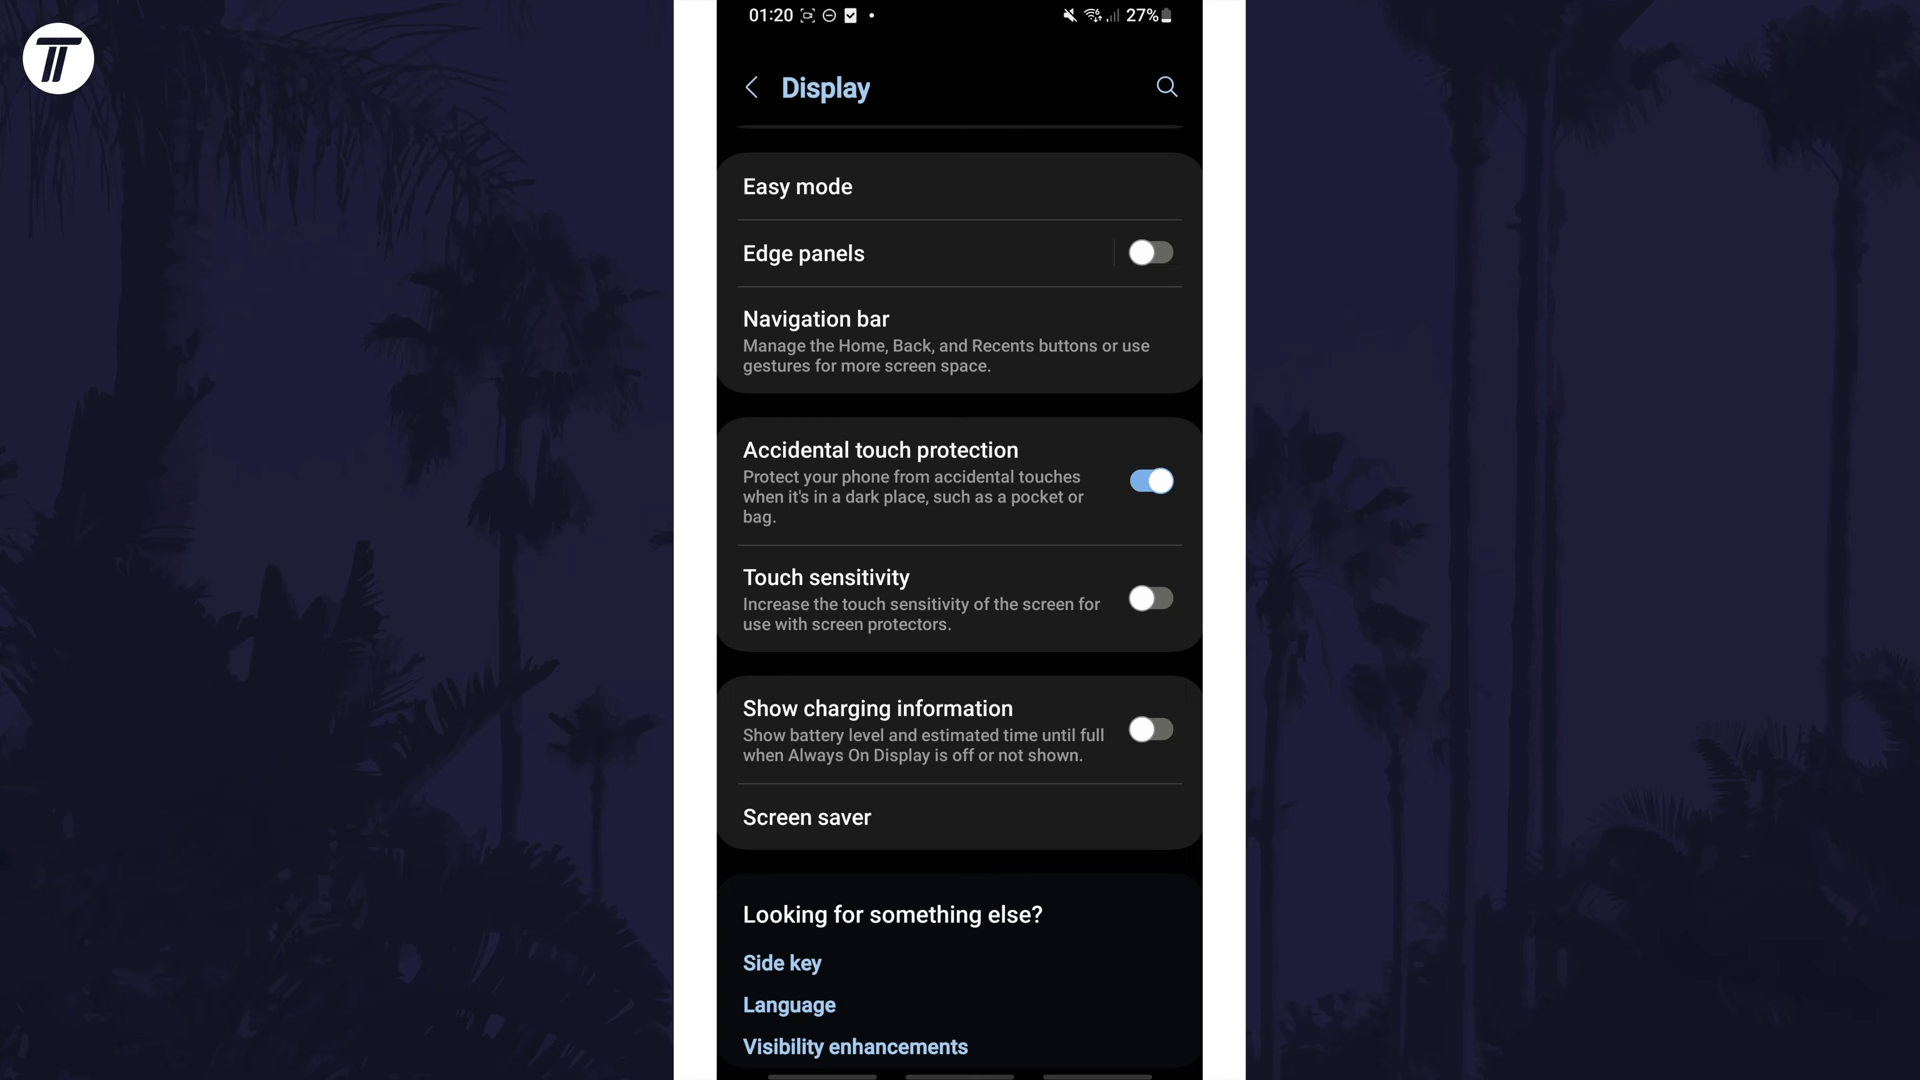 01:20
27%
Display
Easy mode
Edge panels
Navigation bar
Manage the Home, Back, and Recents buttons or use
gestures for more screen space.
Accidental touch protection
Protect your phone from accidental touches
when it's in a dark place, such as a pocket or
bag.
Touch sensitivity
Increase the touch sensitivity of the screen for
use with screen protectors.
Show charging information
Show battery level and estimated time until full
when Always On Display is off or not shown.
Screen saver
Looking for something else?
Side key
Language
Visibility enhancements